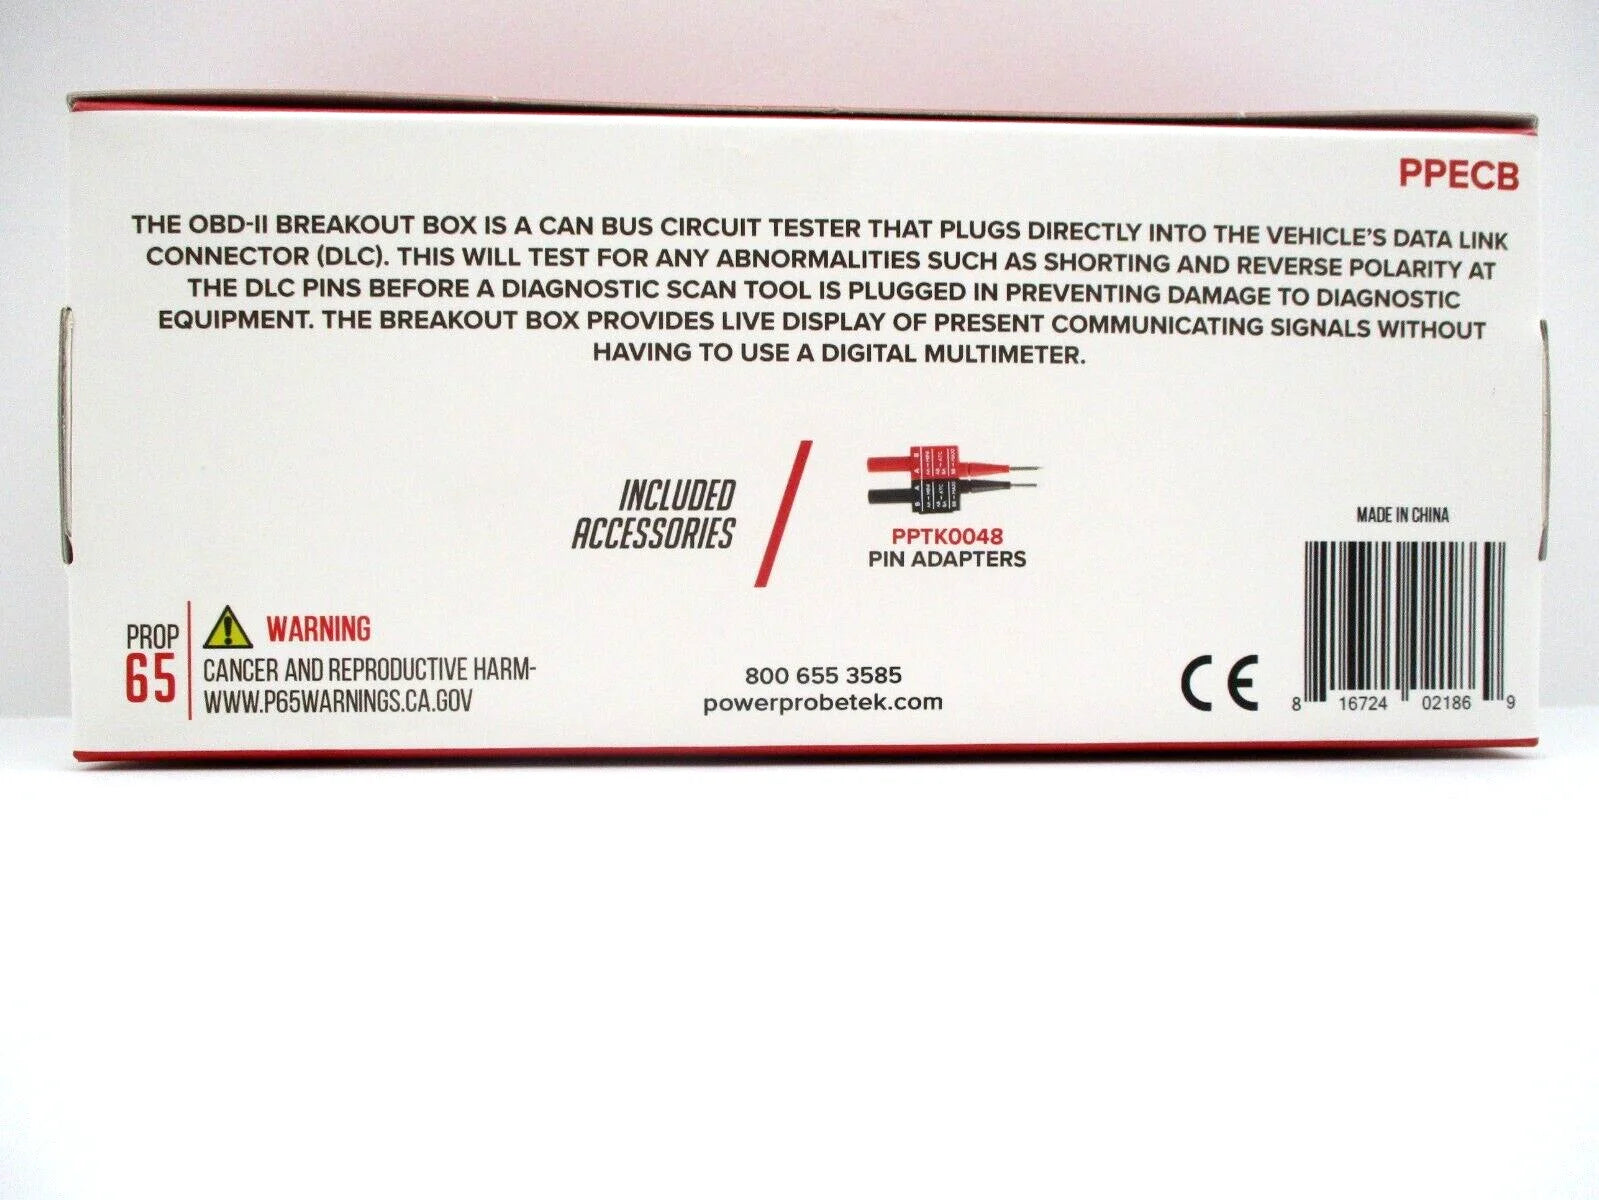 PPECB
THE OBD-II BREAKOUT BOX IS A CAN BUS CIRCUIT TESTER THAT PLUGS DIRECTLY INTO THE VEHICLE'S DATA LINK
CONNECTOR (DLC). THIS WILL TEST FOR ANY ABNORMALITIES SUCH AS SHORTING AND REVERSE POLARITY AT
THE DLC PINS BEFORE A DIAGNOSTIC SCAN TOOL IS PLUGGED IN PREVENTING DAMAGE TO DIAGNOSTIC
EQUIPMENT. THE BREAKOUT BOX PROVIDES LIVE DISPLAY OF PRESENT COMMUNICATING SIGNALS WITHOUT
HAVING TO USE A DIGITAL MULTIMETER.
INCLUDED
ACCESSORIES
PPTK0048
PIN ADAPTERS
MADE IN CHINA
PROP
65
WARNING
CANCER AND REPRODUCTIVE HARM-
WWW.P65WARNINGS.CA.GOV
800 655 3585
powerprobetek.com
CE
8 16724 02186 9